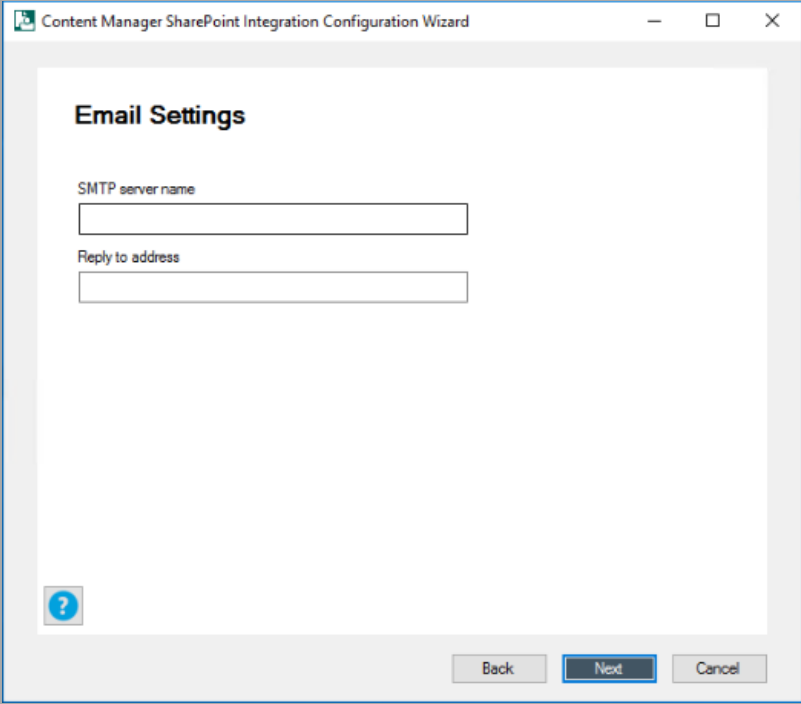 Content Manager SharePoint Integration Configuration Wizard
Email Settings
SMTP server name
Reply to address
?
Back Next Cancel